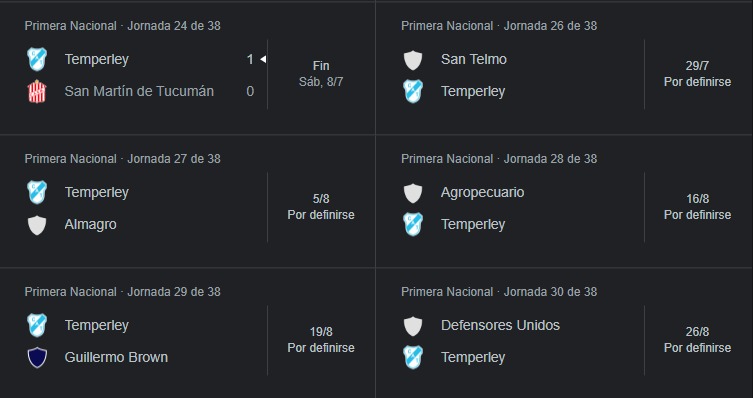 Primera Nacional · Jornada 24 de 38
Temperley 1
San Martín de Tucumán 0
Fin
Sáb, 8/7
Primera Nacional · Jornada 26 de 38
San Telmo
Temperley
29/7
Por definirse
Primera Nacional · Jornada 27 de 38
Temperley
Almagro
5/8
Por definirse
Primera Nacional · Jornada 28 de 38
Agropecuario
Temperley
16/8
Por definirse
Primera Nacional · Jornada 29 de 38
Temperley
Guillermo Brown
19/8
Por definirse
Primera Nacional · Jornada 30 de 38
Defensores Unidos
Temperley
26/8
Por definirse